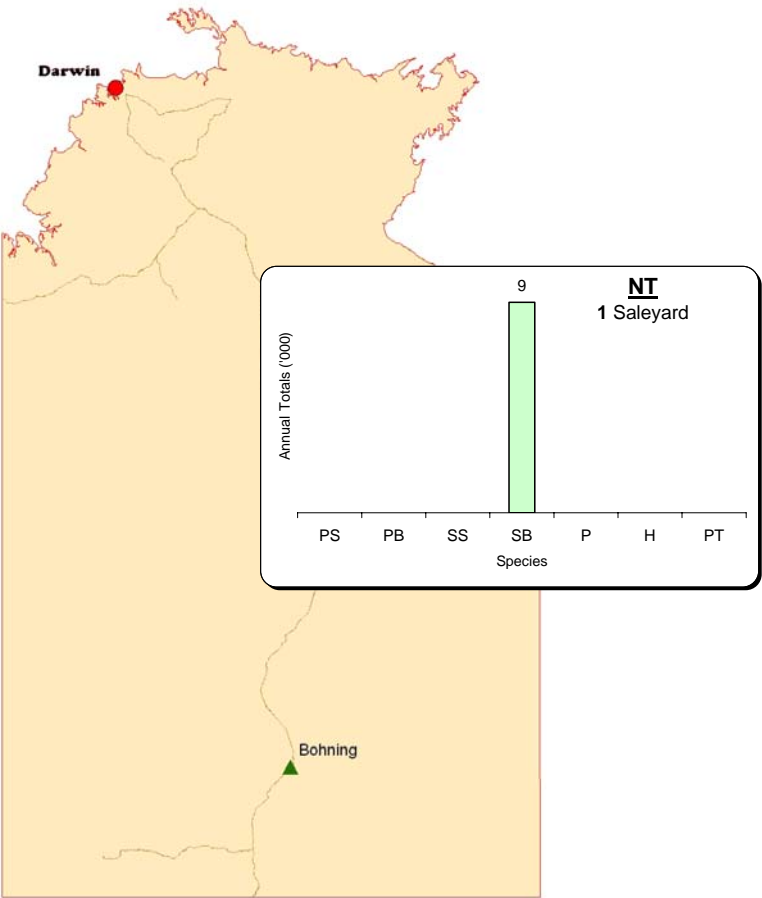 Darwin
9
NT
1 Saleyard
Annual Totals ('000)
PS PB SS SB P H PT
Species
Bohning